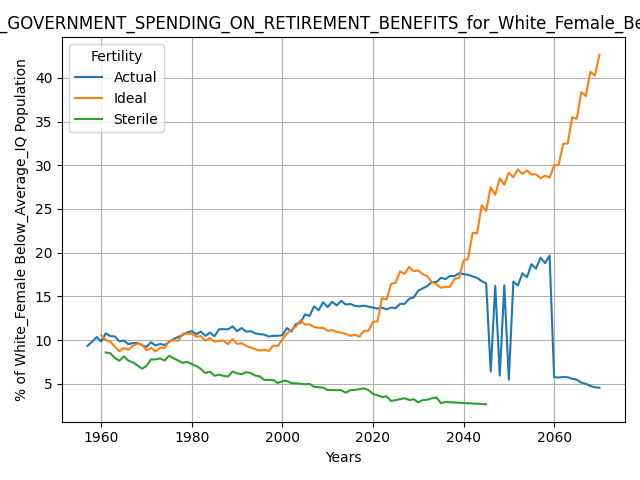 _GOVERNMENT_SPENDING_ON_RETIREMENT_BENEFITS_for_White_Female_Be
% of White_Female Below_Average_IQ Population
Fertility
Actual
Ideal
Sterile
40
35
30
25
20
15
10
5
1960 1980 2000 2020 2040 2060
Years